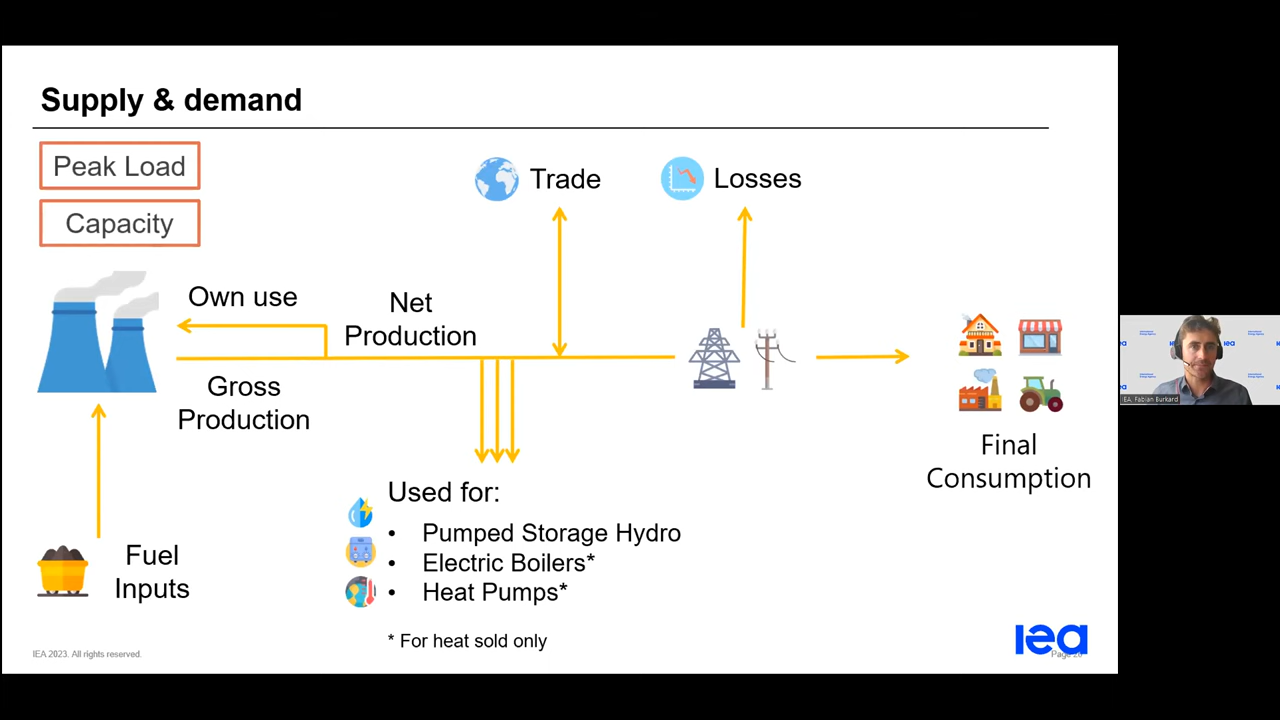 Supply & demand
Peak Load
Capacity
Trade
Losses
Own use
Net
Production
Gross
Production
Fuel
Inputs
Used for:
• Pumped Storage Hydro
• Electric Boilers*
• Heat Pumps*
* For heat sold only
Final
Consumption
IEA 2023. All rights reserved.
iea
Page
IEA: Fabian Burkard